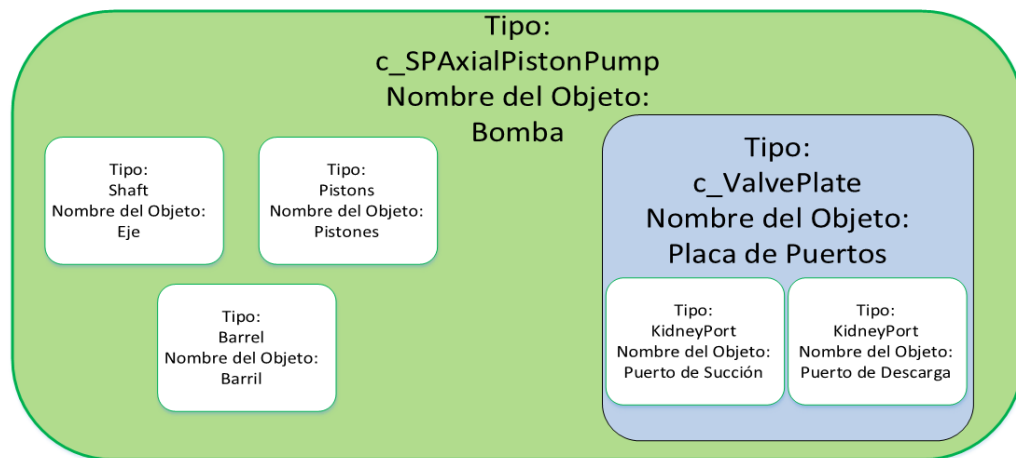 Tipo:
c_SPAxialPistonPump
Nombre del Objeto:
Bomba
Tipo:
Shaft
Nombre del Objeto:
Eje
Tipo:
Pistons
Nombre del Objeto:
Pistones
Tipo:
Barrel
Nombre del Objeto:
Barril
Tipo:
c_ValvePlate
Nombre del Objeto:
Placa de Puertos
Tipo:
KidneyPort
Nombre del Objeto:
Puerto de Succión
Tipo:
KidneyPort
Nombre del Objeto:
Puerto de Descarga